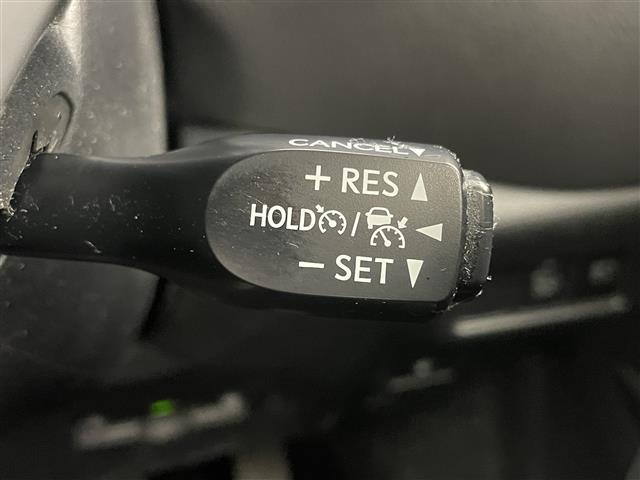 CANCEL▼
+ RES ▲
HOLD / ◀
− SET ▼